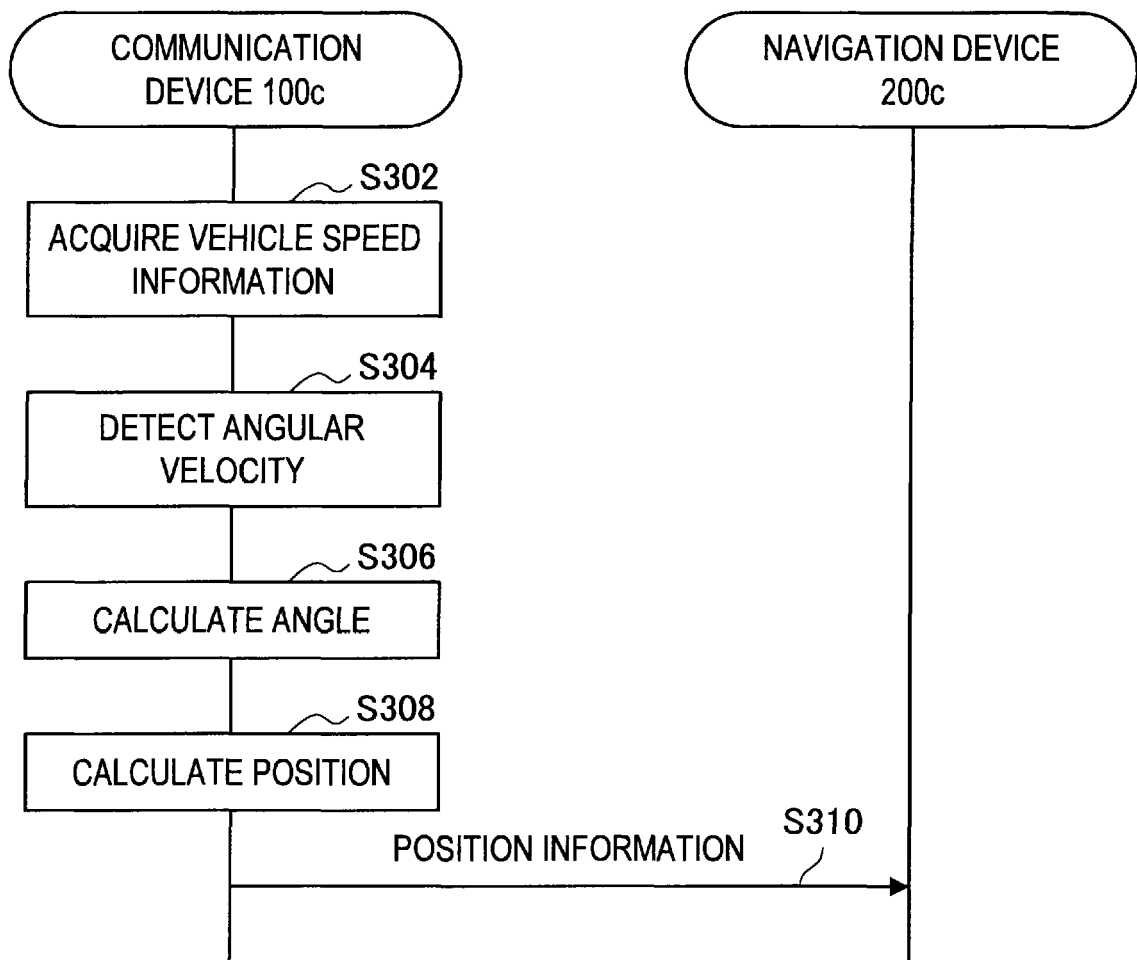 COMMUNICATION
DEVICE 100c
NAVIGATION DEVICE
200c
S302
ACQUIRE VEHICLE SPEED
INFORMATION
S304
DETECT ANGULAR
VELOCITY
S306
CALCULATE ANGLE
S308
CALCULATE POSITION
S310
POSITION INFORMATION